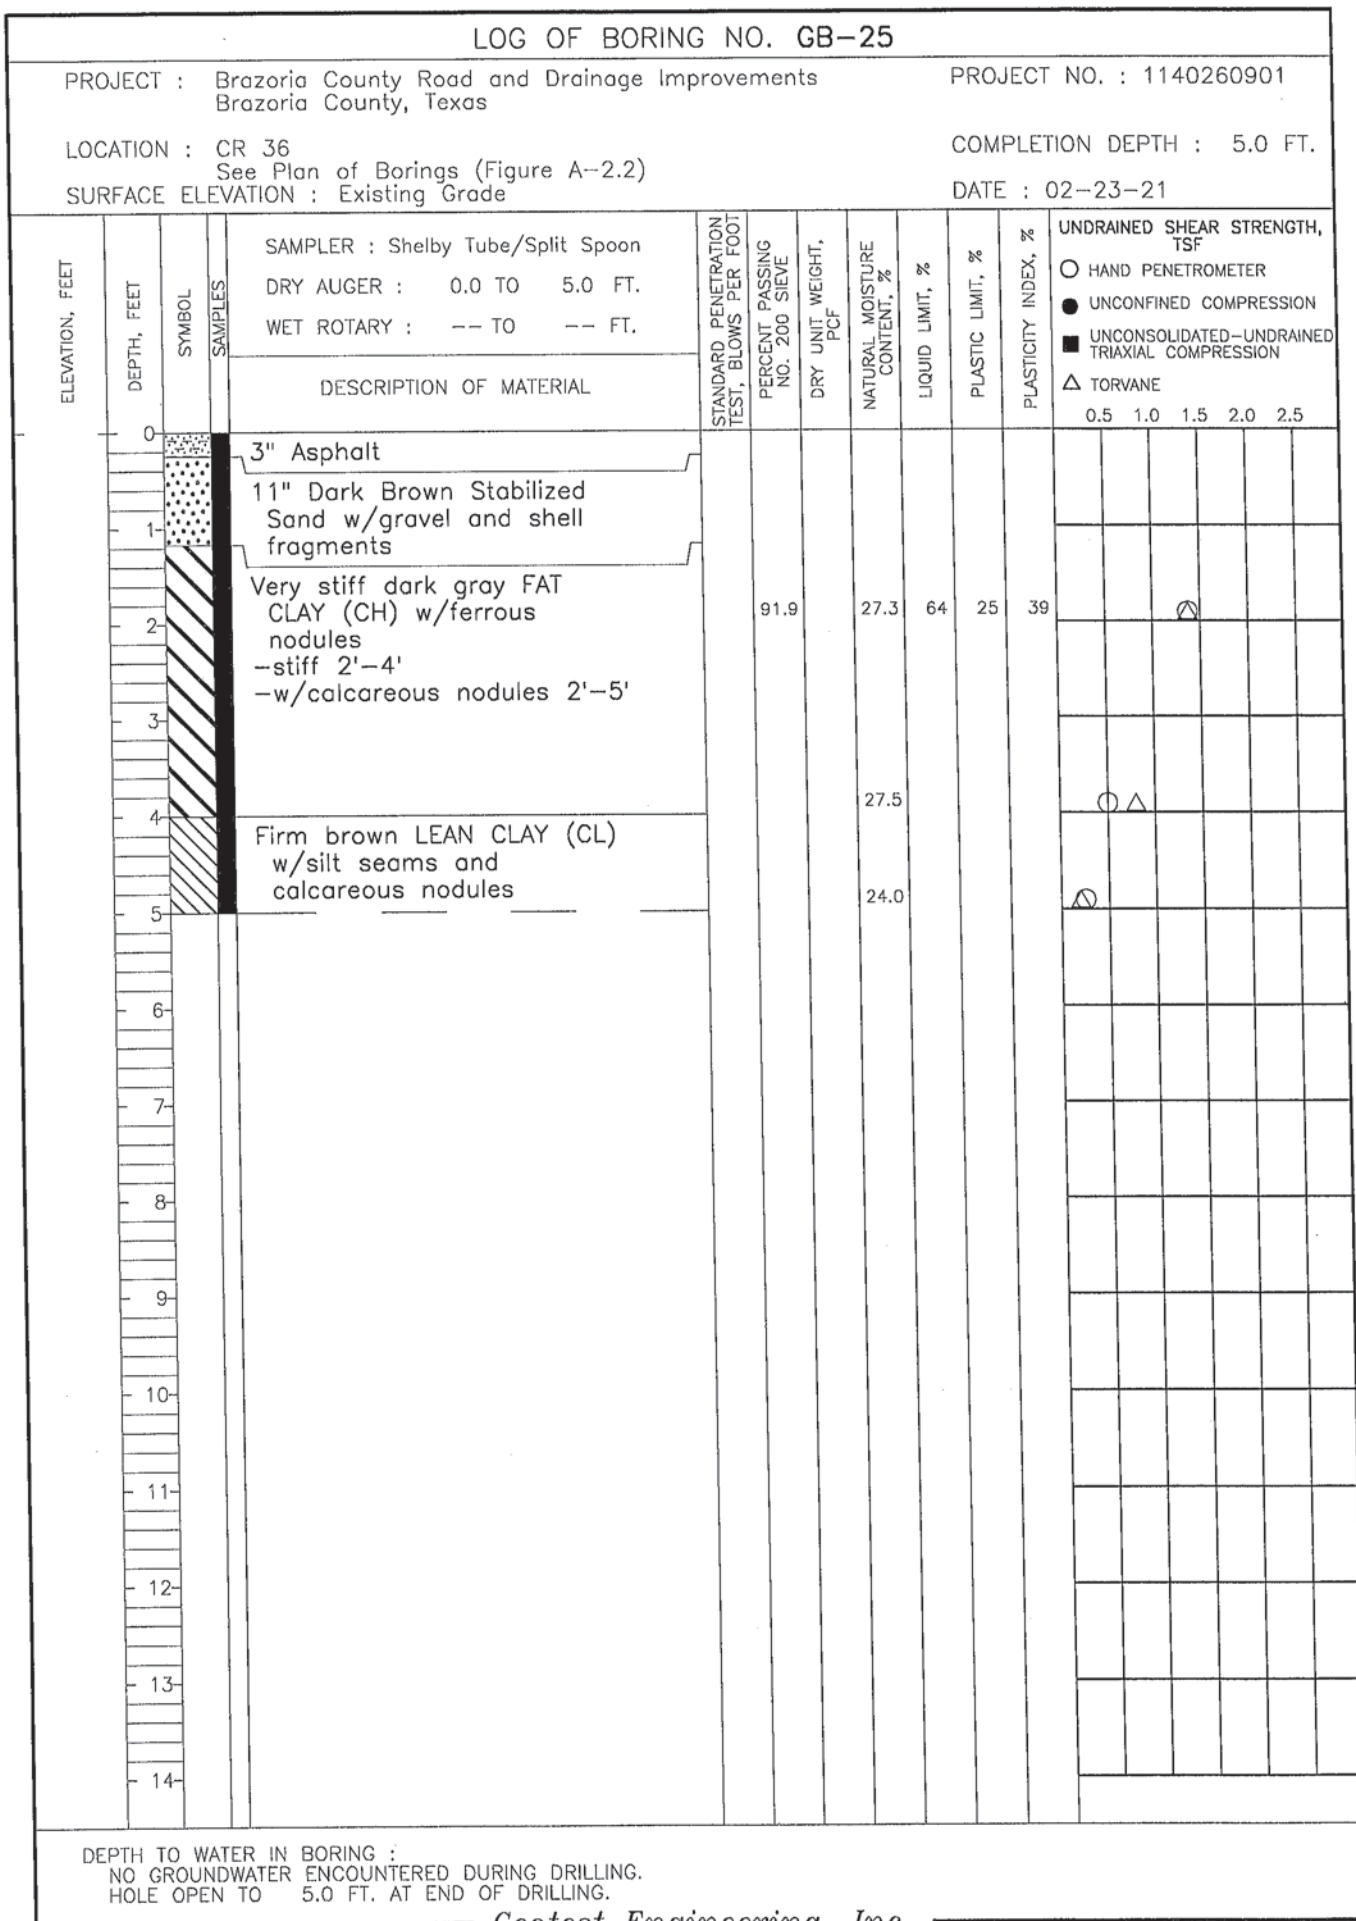 LOG OF BORING NO. GB-25
PROJECT : Brazoria County Road and Drainage Improvements
Brazoria County, Texas
PROJECT NO. : 1140260901
LOCATION : CR 36
See Plan of Borings (Figure A-2.2)
COMPLETION DEPTH : 5.0 FT.
SURFACE ELEVATION : Existing Grade
DATE : 02-23-21
ELEVATION, FEET
DEPTH, FEET
SYMBOL
SAMPLES
SAMPLER : Shelby Tube/Split Spoon
DRY AUGER : 0.0 TO 5.0 FT.
WET ROTARY : -- TO -- FT.
DESCRIPTION OF MATERIAL
STANDARD PENETRATION
TEST, BLOWS PER FOOT
PERCENT PASSING
NO. 200 SIEVE
DRY UNIT WEIGHT,
PCF
NATURAL MOISTURE
CONTENT, %
LIQUID LIMIT, %
PLASTIC LIMIT, %
PLASTICITY INDEX, %
UNDRAINED SHEAR STRENGTH,
TSF
HAND PENETROMETER
UNCONFINED COMPRESSION
UNCONSOLIDATED-UNDRAINED
TRIAXIAL COMPRESSION
TORVANE
0.5 1.0 1.5 2.0 2.5
0
3" Asphalt
11" Dark Brown Stabilized
Sand w/gravel and shell
1
fragments
Very stiff dark gray FAT
CLAY (CH) w/ferrous
91.9 27.3 64 25 39
2
nodules
-stiff 2'-4'
-w/calcareous nodules 2'-5'
3
27.5
4
Firm brown LEAN CLAY (CL)
w/silt seams and
calcareous nodules
24.0
5
6
7
8
9
10
11
12
13
14
DEPTH TO WATER IN BORING :
NO GROUNDWATER ENCOUNTERED DURING DRILLING.
HOLE OPEN TO 5.0 FT. AT END OF DRILLING.
Geotest Engineering, Inc.